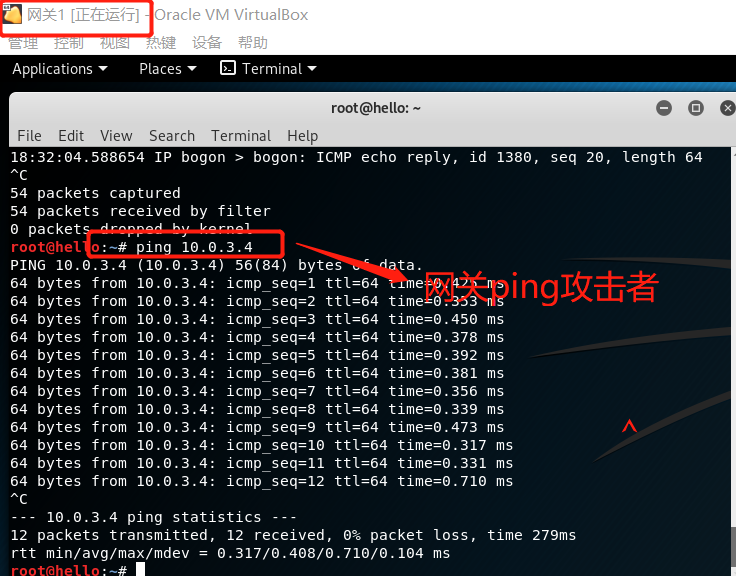 网关1 [正在运行] - Oracle VM VirtualBox
管理 控制 视图 热键 设备 帮助
Applications Places Terminal
root@hello: ~
File Edit View Search Terminal Help
18:32:04.588654 IP bogon > bogon: ICMP echo reply, id 1380, seq 20, length 64
^C
54 packets captured
54 packets received by filter
0 packets dropped by kernel
root@hello:~# ping 10.0.3.4
PING 10.0.3.4 (10.0.3.4) 56(84) bytes of data.
网关ping攻击者
64 bytes from 10.0.3.4: icmp_seq=1 ttl=64 time=0.425 ms
64 bytes from 10.0.3.4: icmp_seq=2 ttl=64 time=0.353 ms
64 bytes from 10.0.3.4: icmp_seq=3 ttl=64 time=0.450 ms
64 bytes from 10.0.3.4: icmp_seq=4 ttl=64 time=0.378 ms
64 bytes from 10.0.3.4: icmp_seq=5 ttl=64 time=0.392 ms
64 bytes from 10.0.3.4: icmp_seq=6 ttl=64 time=0.381 ms
64 bytes from 10.0.3.4: icmp_seq=7 ttl=64 time=0.356 ms
64 bytes from 10.0.3.4: icmp_seq=8 ttl=64 time=0.339 ms
64 bytes from 10.0.3.4: icmp_seq=9 ttl=64 time=0.473 ms
64 bytes from 10.0.3.4: icmp_seq=10 ttl=64 time=0.317 ms
64 bytes from 10.0.3.4: icmp_seq=11 ttl=64 time=0.331 ms
64 bytes from 10.0.3.4: icmp_seq=12 ttl=64 time=0.710 ms
^C
--- 10.0.3.4 ping statistics ---
12 packets transmitted, 12 received, 0% packet loss, time 279ms
rtt min/avg/max/mdev = 0.317/0.408/0.710/0.104 ms
root@hello:~#